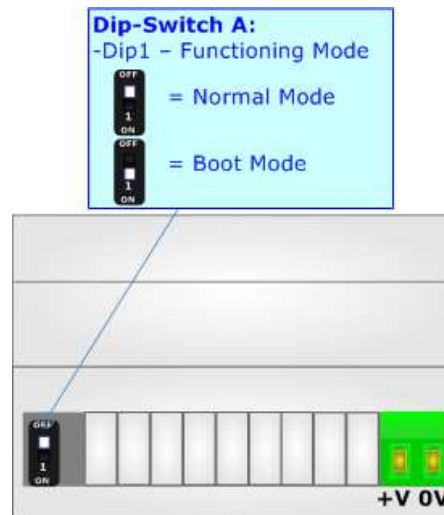 Dip-Switch A:
-Dip1 – Functioning Mode
OFF
1
ON
= Normal Mode
OFF
1
ON
= Boot Mode
OFF
1
ON
+V 0V